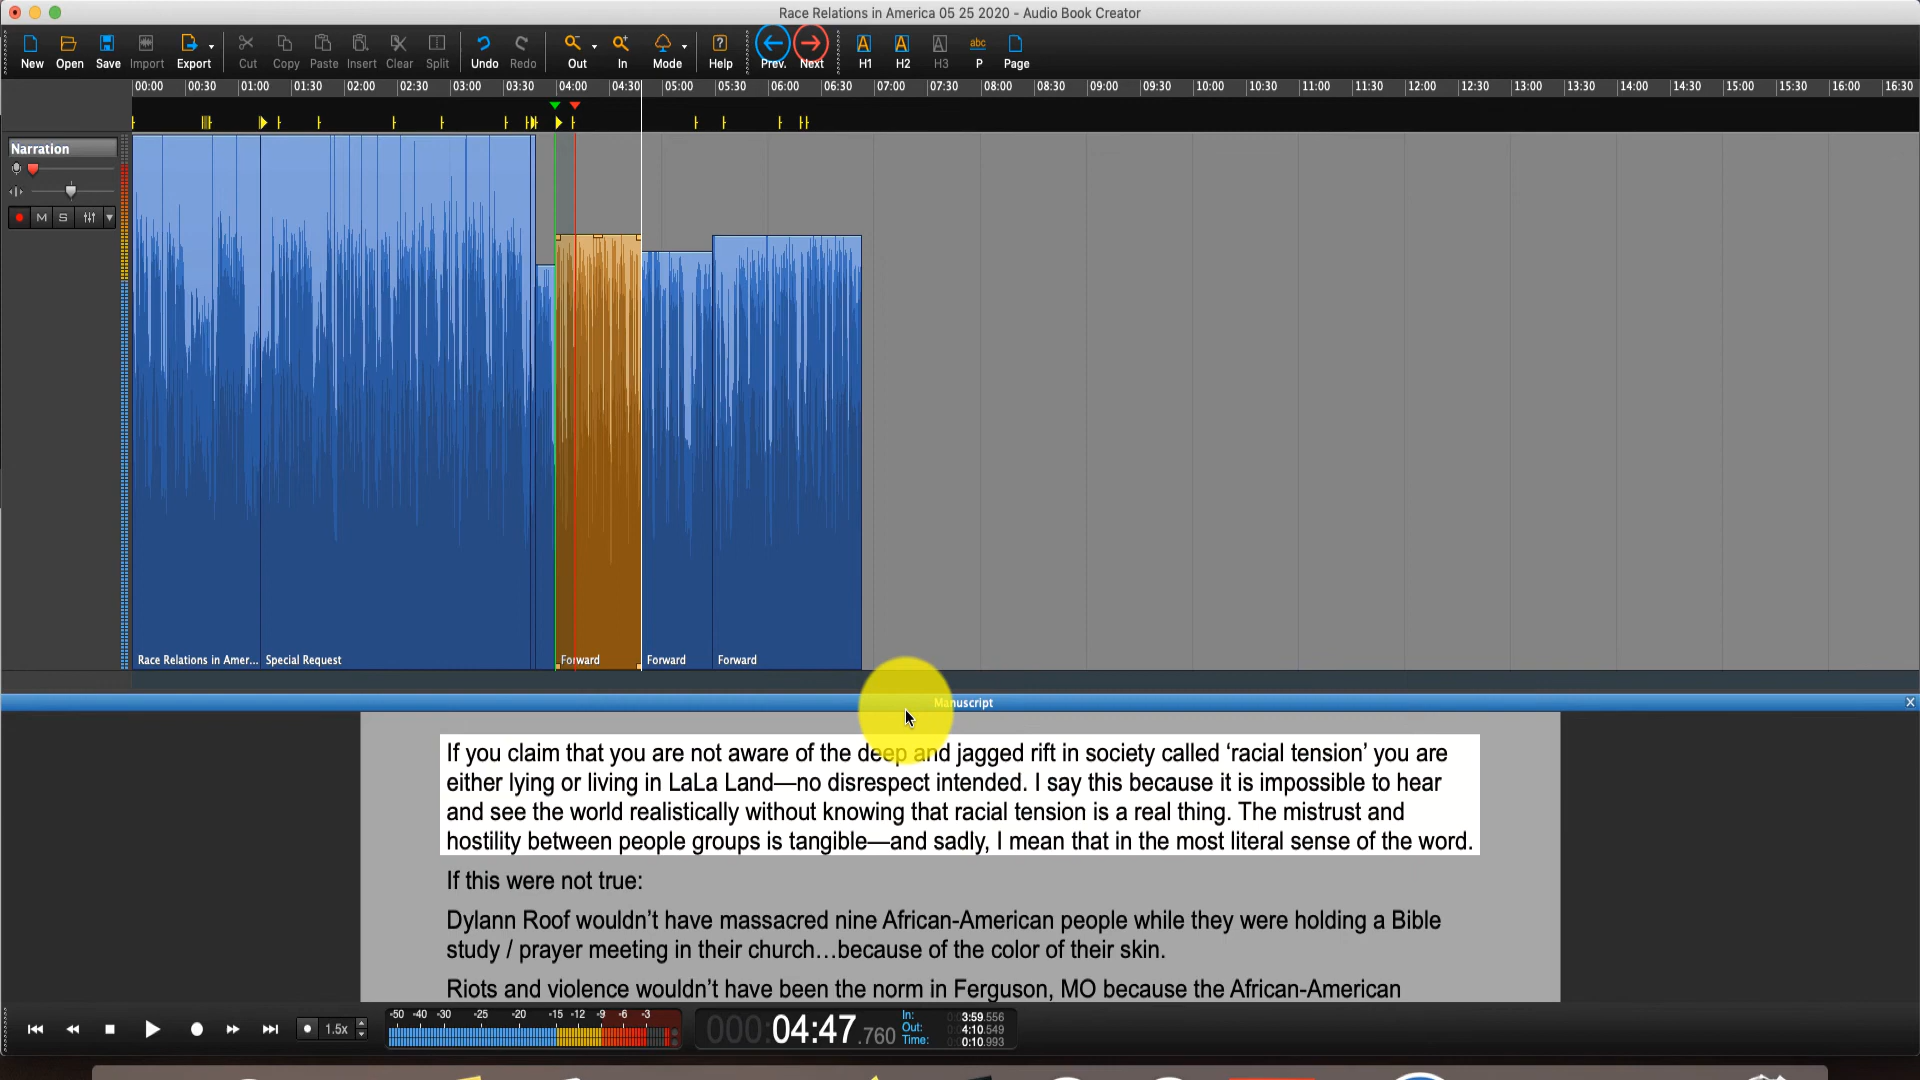 Race Relations in America 05 25 2020 - Audio Book Creator
New Open Save Import Export Cut Copy Paste Insert Clear Split Undo Redo Out In Mode Help Prev. Next H1 H2 H3 P Page
abc
00:00 00:30 01:00 01:30 02:00 02:30 03:00 03:30 04:00 04:30 05:00 05:30 06:00 06:30 07:00 07:30 08:00 08:30 09:00 09:30 10:00 10:30 11:00 11:30 12:00 12:30 13:00 13:30 14:00 14:30 15:00 15:30 16:00 16:30
Narration
M S
Race Relations in Amer... Special Request Forward Forward Forward
Manuscript X
If you claim that you are not aware of the deep and jagged rift in society called ‘racial tension’ you are
either lying or living in LaLa Land—no disrespect intended. I say this because it is impossible to hear
and see the world realistically without knowing that racial tension is a real thing. The mistrust and
hostility between people groups is tangible—and sadly, I mean that in the most literal sense of the word.
If this were not true:
Dylann Roof wouldn’t have massacred nine African-American people while they were holding a Bible
study / prayer meeting in their church…because of the color of their skin.
Riots and violence wouldn’t have been the norm in Ferguson, MO because the African-American
1.5x
-50 -40 -30 -25 -20 -15 -12 -9 -6 -3
000:04:47.760
In: 0:03:59.556
Out: 0:04:10.549
Time: 0:00:10.993